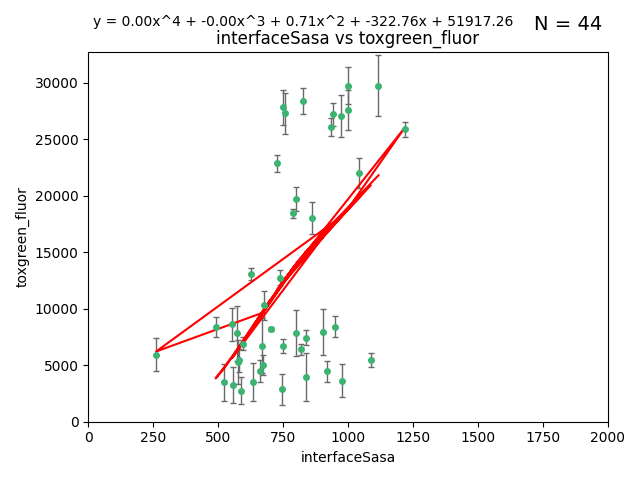 y = 0.00x^4 + -0.00x^3 + 0.71x^2 + -322.76x + 51917.26
N = 44
interfaceSasa vs toxgreen_fluor
30000
25000
20000
15000
10000
5000
0
toxgreen_fluor
0 250 500 750 1000 1250 1500 1750 2000
interfaceSasa